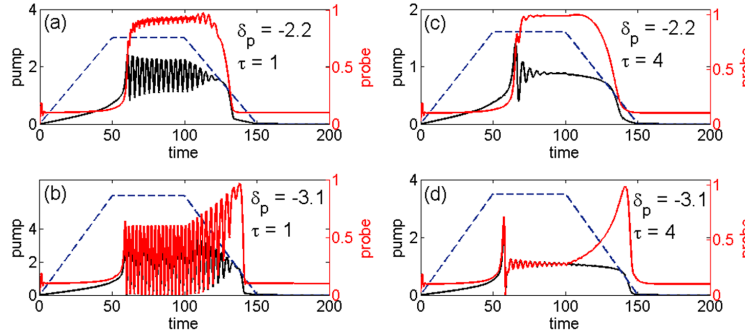 (a)
δp = -2.2
τ = 1
pump
4
2
0
1
0.5
0
probe
0 50 100 150 200
time
(c)
δp = -2.2
τ = 4
pump
2
1
0
1
0.5
0
probe
0 50 100 150 200
time
(b)
δp = -3.1
τ = 1
pump
4
2
0
1
0.5
0
probe
0 50 100 150 200
time
(d)
δp = -3.1
τ = 4
pump
2
1
0
1
0.5
0
probe
0 50 100 150 200
time